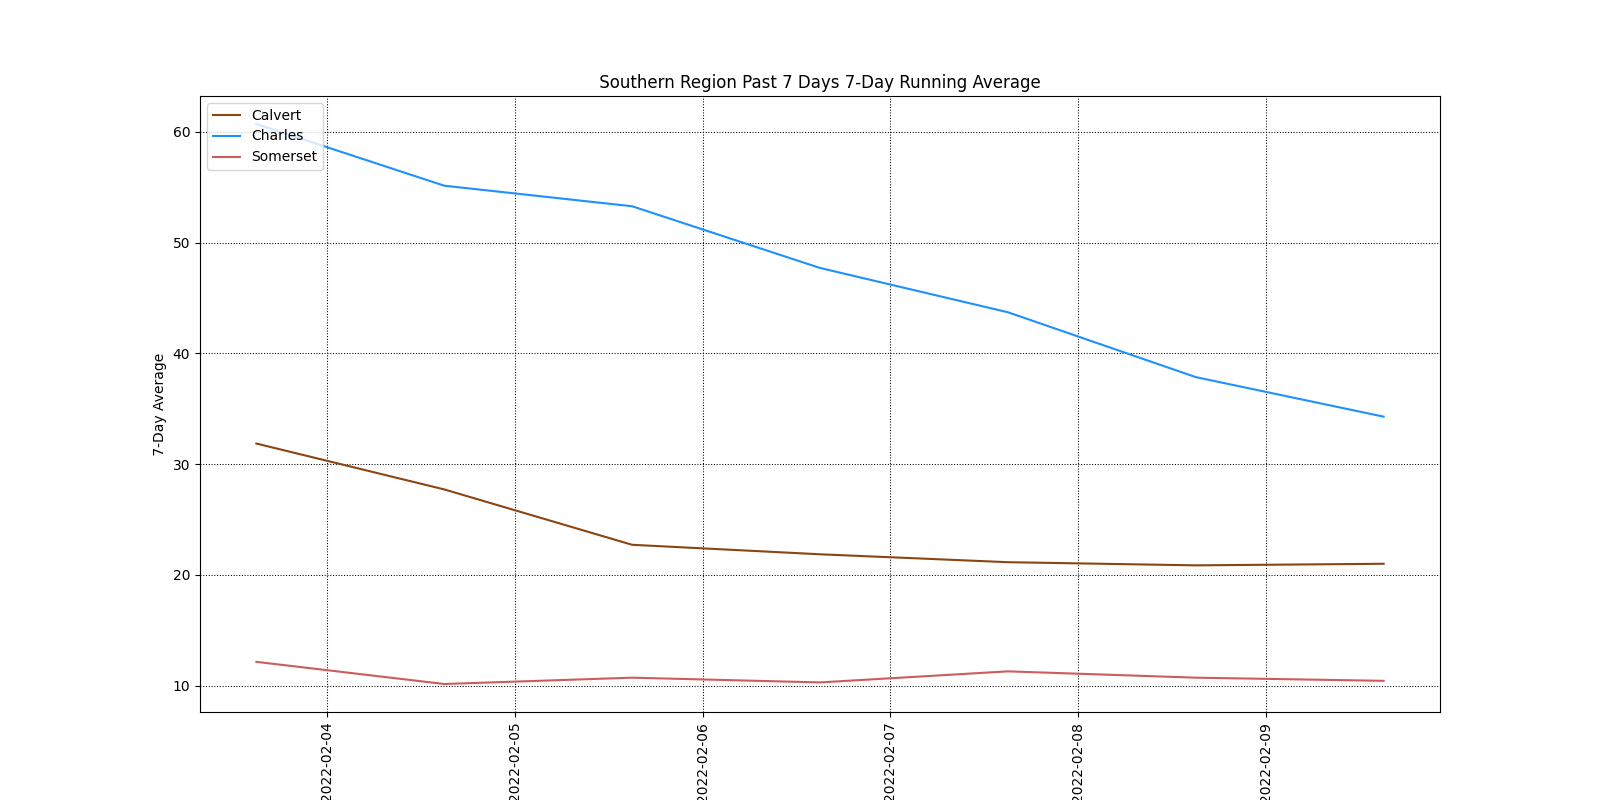 Southern Region Past 7 Days 7-Day Running Average
Calvert
Charles
Somerset
60
50
40
30
20
10
7-Day Average
2022-02-04
2022-02-05
2022-02-06
2022-02-07
2022-02-08
2022-02-09